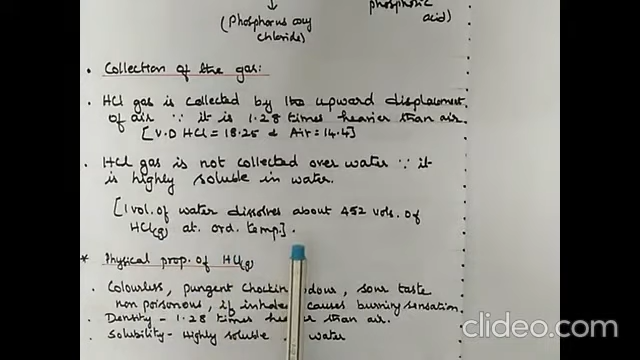 ↓
(Phosphorus oxy
chloride)
phosphoric
acid)
• Collection of the gas:
• HCl gas is collected by the upward displacement
of air ∵ it is 1.28 times heavier than air.
[V.D HCl = 18.25 & Air = 14.4]
• HCl gas is not collected over water ∵ it
is highly soluble in water.
[1 vol. of water dissolves about 452 vols. of
HCl(g) at. ord. temp].
* Physical prop. of HCl(g)
• Colourless, pungent chocking odour, sour taste
non poisonous, if inhaled causes burning sensation.
• Density - 1.28 times heavier than air.
• Solubility - Highly soluble water
clideo.com